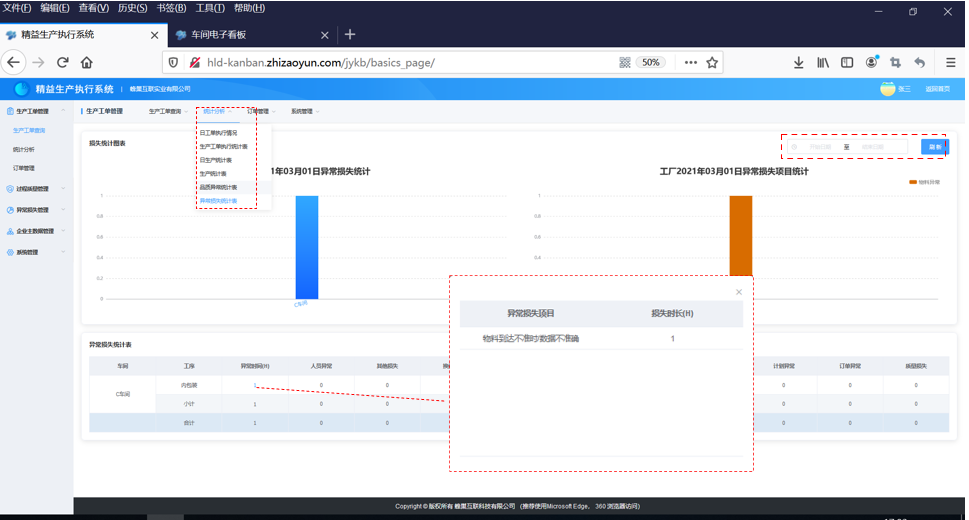 文件(F) 编辑(E) 查看(V) 历史(S) 书签(B) 工具(T) 帮助(H)
精益生产执行系统
车间电子看板
hld-kanban.zhizaoyun.com/jykb/basics_page/
50%
精益生产执行系统 | 蜂巢互联实业有限公司
张三 返回首页
生产工单管理
生产工单查询
统计分析
订单管理
过程质量管理
异常损失管理
企业主数据管理
系统管理
生产工单管理 生产工单查询 统计分析 订单管理 系统管理
日工单执行情况
生产工单执行统计表
日生产统计表
生产统计表
品质异常统计表
异常损失统计表
损失统计图表
开始日期 至 结束日期
刷新
1年03月01日异常损失统计
1
0.8
0.6
0.4
0.2
0
C车间
工厂2021年03月01日异常损失项目统计
物料异常
1
0.8
0.6
0.4
异常损失项目 损失时长(H)
物料到达不准时/数据不准确 1
异常损失统计表
车间 工序 异常时间(H) 人员异常 其他损失 计划异常 订单异常 质量损失
C车间
内包装 1 0 0 0 0 0
小计 1 0 0 0 0 0
合计 1 0 0 0 0 0
Copyright © 版权所有 蜂巢互联科技有限公司 (推荐使用Microsoft Edge, 360 浏览器访问)